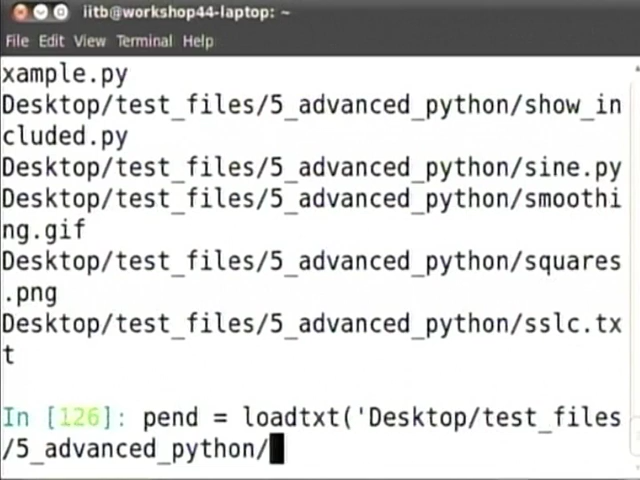 iitb@workshop44-laptop: ~
File Edit View Terminal Help
xample.py
Desktop/test_files/5_advanced_python/show_in
cluded.py
Desktop/test_files/5_advanced_python/sine.py
Desktop/test_files/5_advanced_python/smoothi
ng.gif
Desktop/test_files/5_advanced_python/squares
.png
Desktop/test_files/5_advanced_python/sslc.tx
t
In [126]: pend = loadtxt('Desktop/test_files
/5_advanced_python/